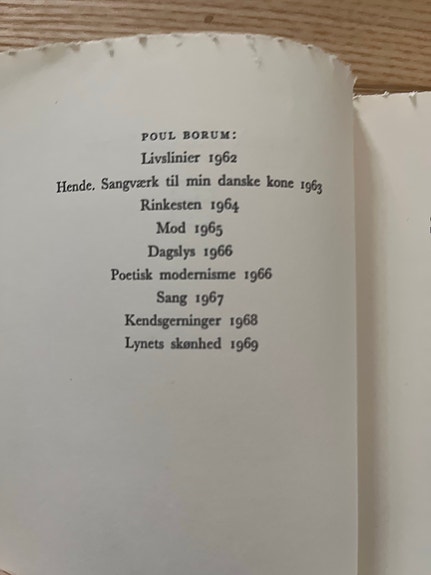 POUL BORUM:
Livslinier 1962
Hende. Sangværk til min danske kone 1963
Rinkesten 1964
Mod 1965
Dagslys 1966
Poetisk modernisme 1966
Sang 1967
Kendsgerninger 1968
Lynets skønhed 1969